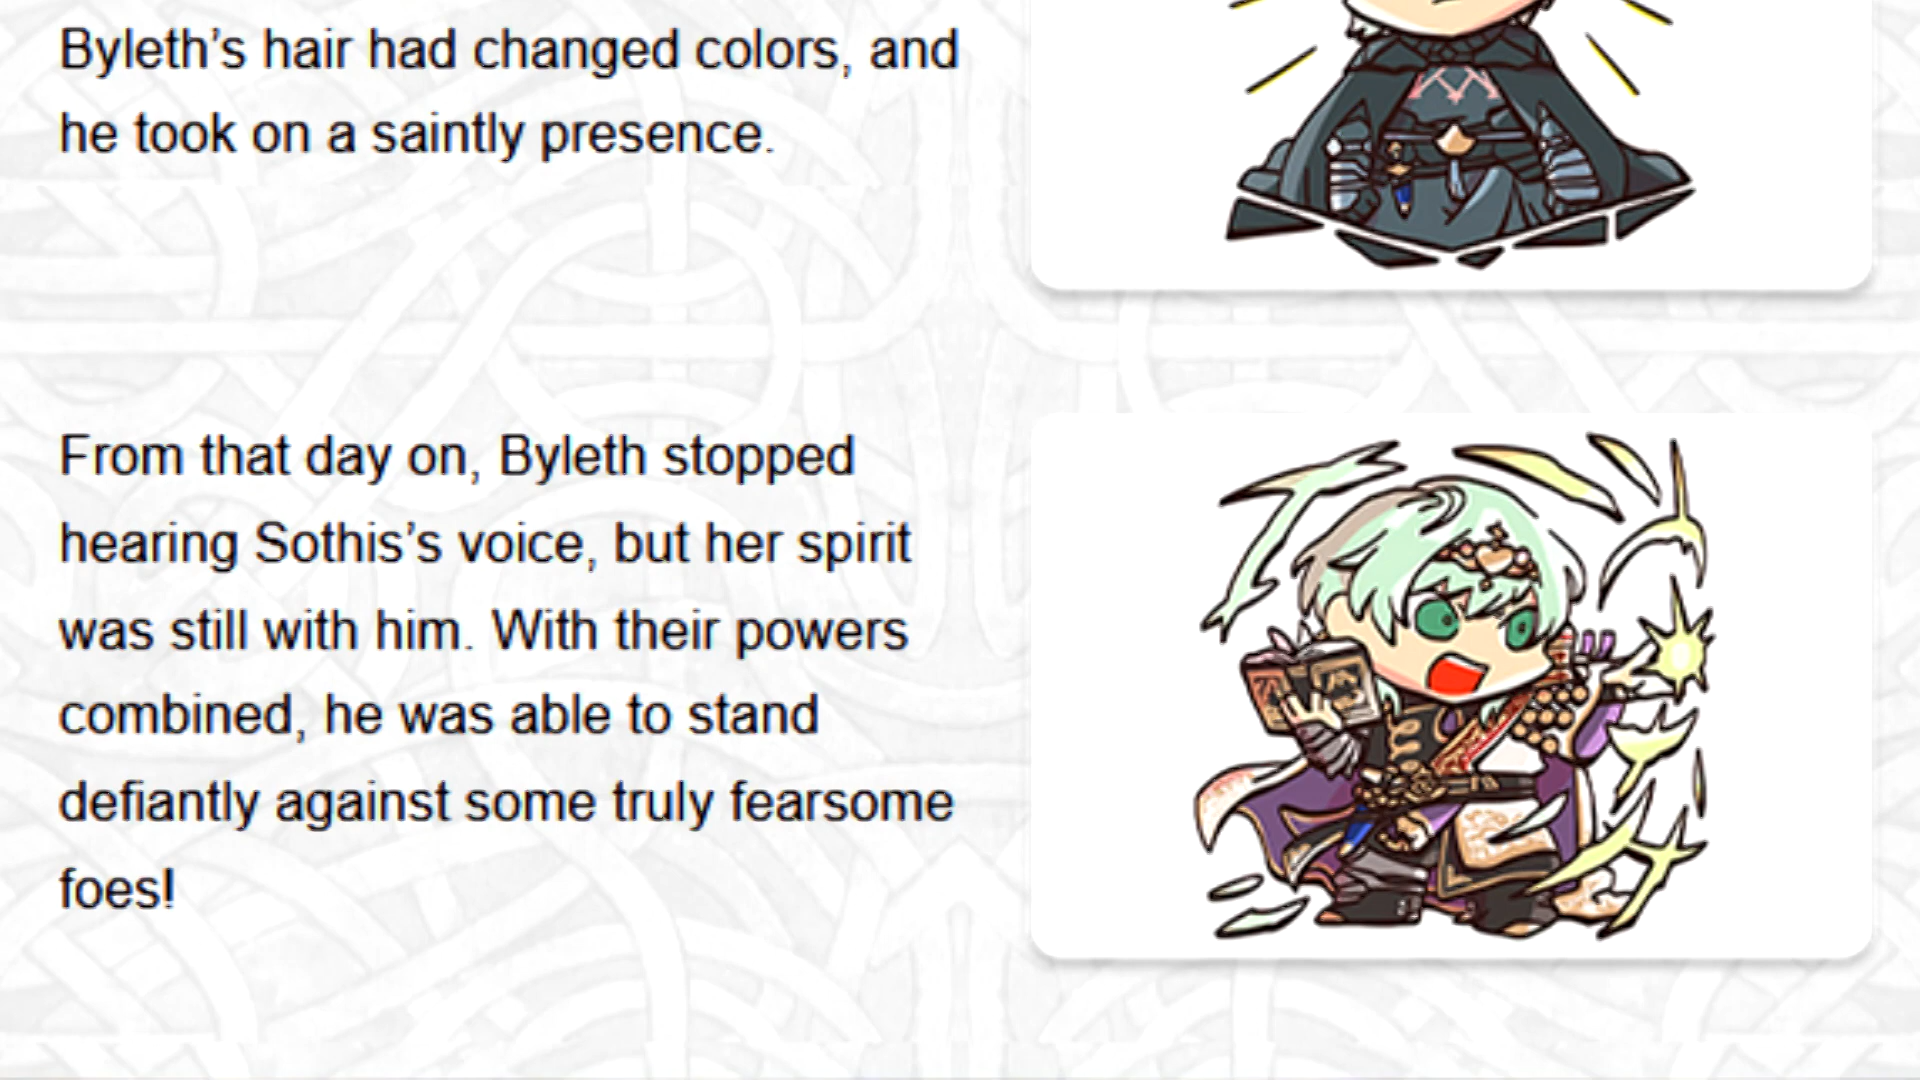 Byleth’s hair had changed colors, and
he took on a saintly presence.
From that day on, Byleth stopped
hearing Sothis’s voice, but her spirit
was still with him. With their powers
combined, he was able to stand
defiantly against some truly fearsome
foes!